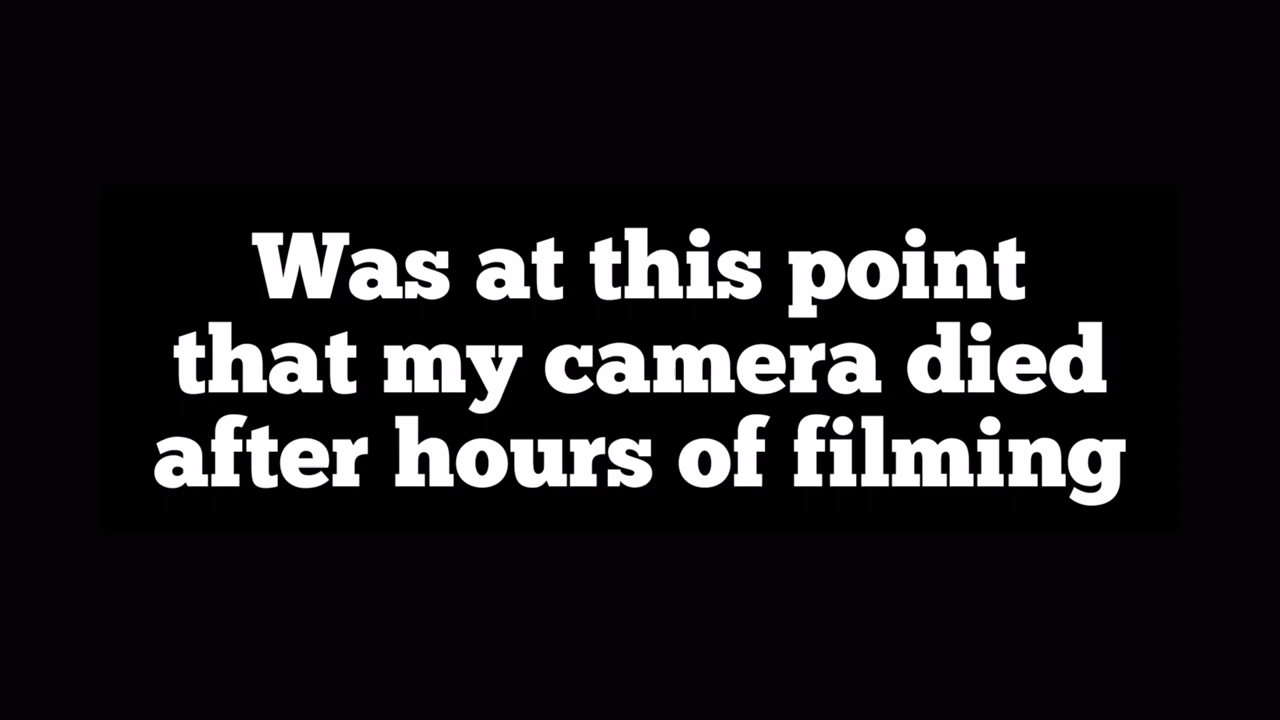 Was at this point
that my camera died
after hours of filming